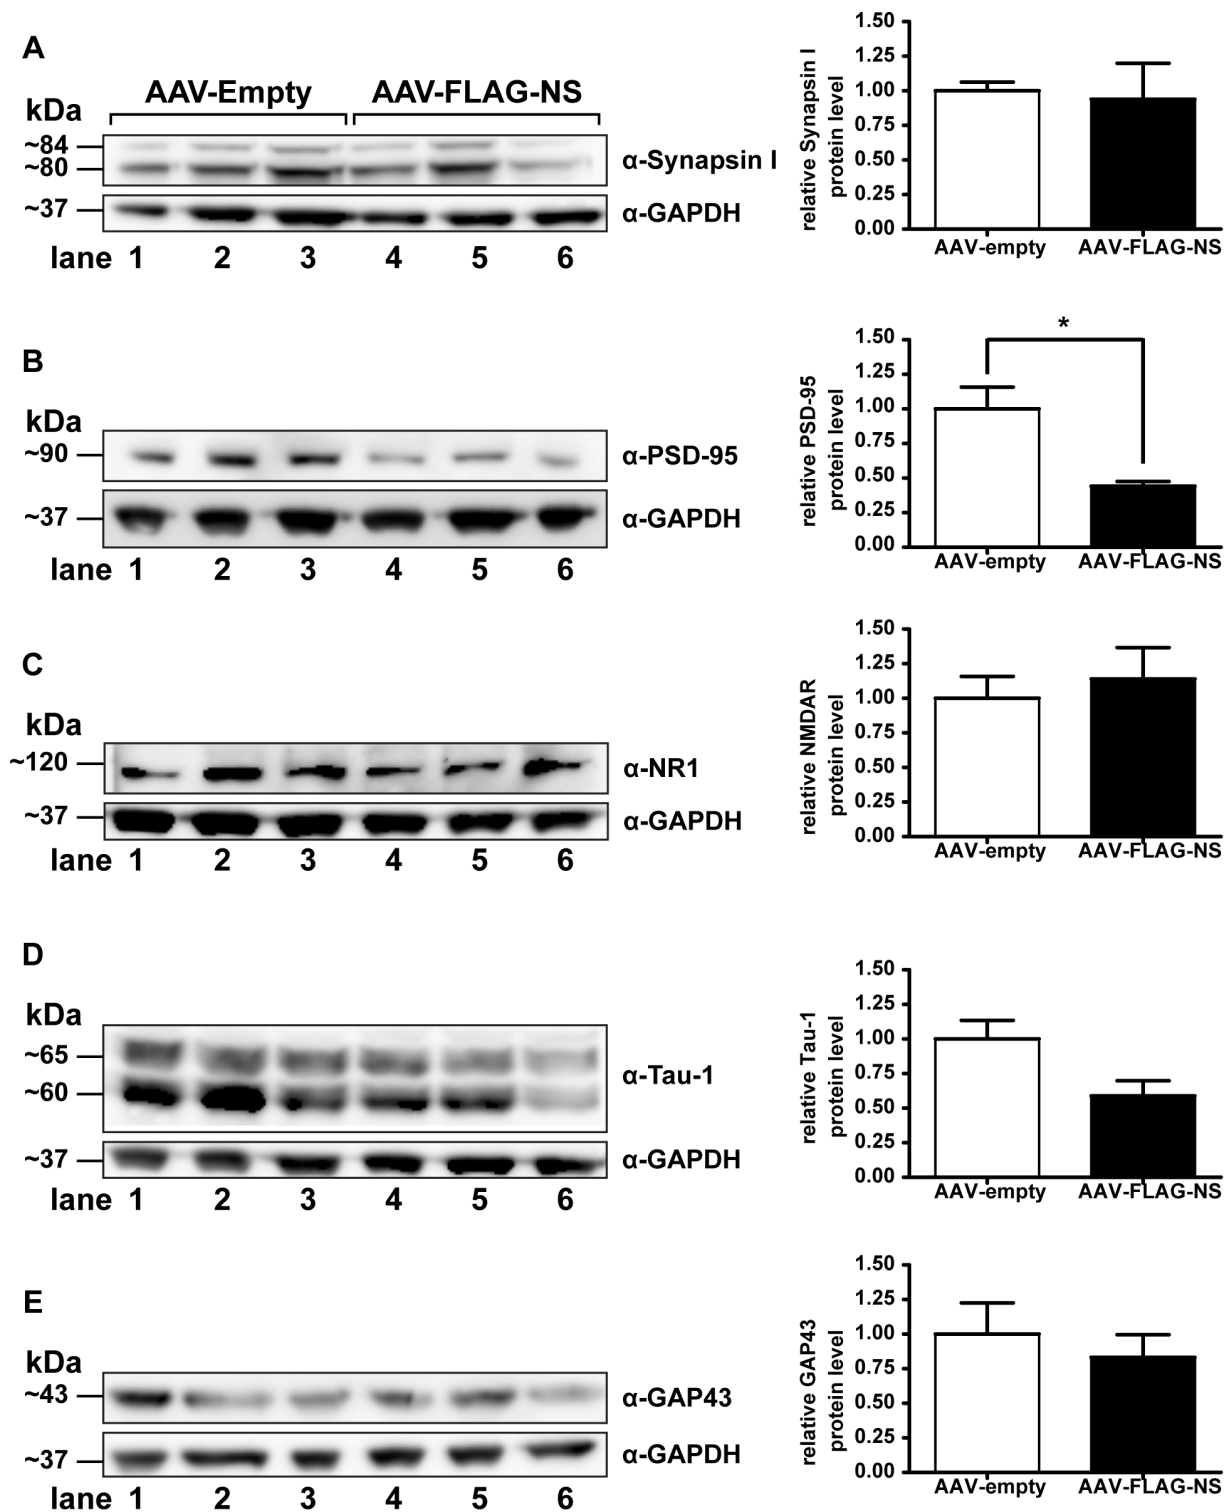 A
AAV-Empty AAV-FLAG-NS
kDa
~84
~80
α-Synapsin I
~37
α-GAPDH
lane 1 2 3 4 5 6
relative Synapsin I
protein level
1.50
1.25
1.00
0.75
0.50
0.25
0.00
AAV-empty AAV-FLAG-NS
B
kDa
~90
α-PSD-95
~37
α-GAPDH
lane 1 2 3 4 5 6
relative PSD-95
protein level
1.50
1.25
1.00
0.75
0.50
0.25
0.00
*
AAV-empty AAV-FLAG-NS
C
kDa
~120
α-NR1
~37
α-GAPDH
lane 1 2 3 4 5 6
relative NMDAR
protein level
1.50
1.25
1.00
0.75
0.50
0.25
0.00
AAV-empty AAV-FLAG-NS
D
kDa
~65
~60
α-Tau-1
~37
α-GAPDH
lane 1 2 3 4 5 6
relative Tau-1
protein level
1.50
1.25
1.00
0.75
0.50
0.25
0.00
AAV-empty AAV-FLAG-NS
E
kDa
~43
α-GAP43
~37
α-GAPDH
lane 1 2 3 4 5 6
relative GAP43
protein level
1.50
1.25
1.00
0.75
0.50
0.25
0.00
AAV-empty AAV-FLAG-NS